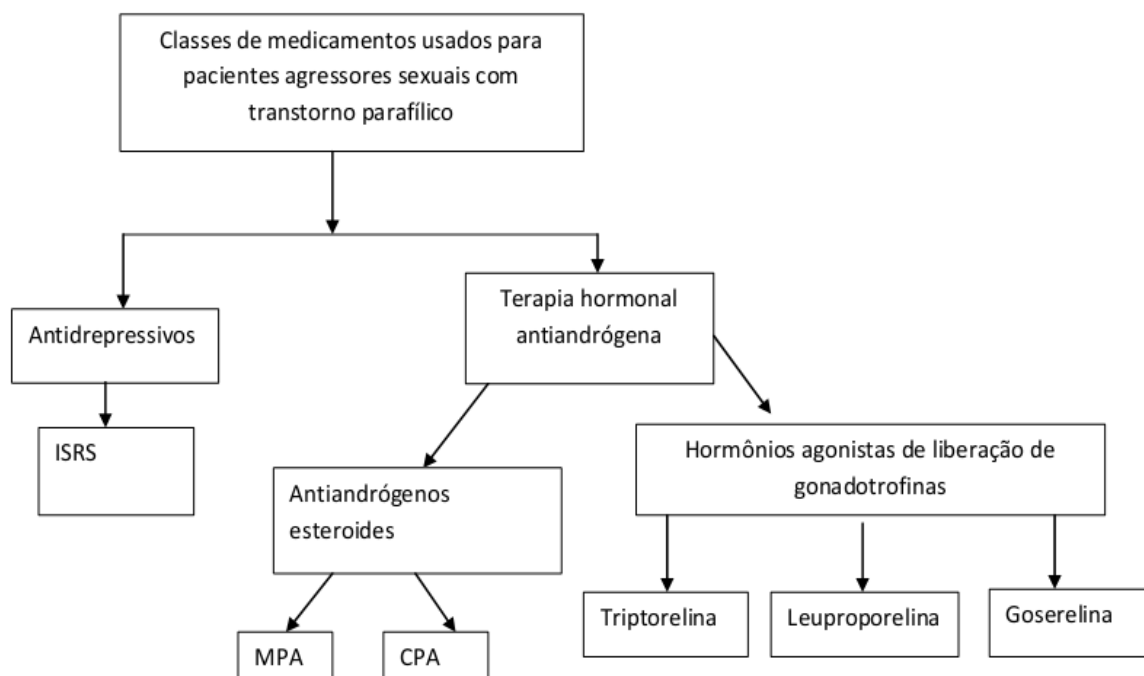 Classes de medicamentos usados para
pacientes agressores sexuais com
transtorno parafílico
Antidrepressivos
Terapia hormonal
antiandrógena
ISRS
Hormônios agonistas de liberação de
gonadotrofinas
Antiandrógenos
esteroides
Triptorelina
Leuproporelina
Goserelina
MPA
CPA